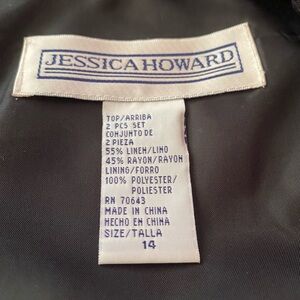 JESSICA HOWARD
TOP/ARRIBA
2 PCS SET
CONJUNTO DE
2 PIEZA
55% LINEN/LINO
45% RAYON/RAYON
LINING/FORRO
100% POLYESTER/
POLIESTER
RN 70643
MADE IN CHINA
HECHO EN CHINA
SIZE/TALLA
14